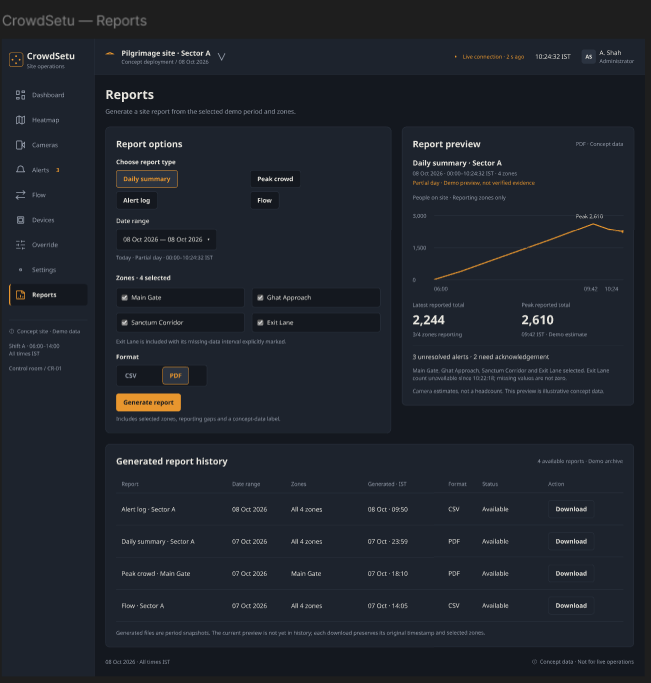 CrowdSetu — Reports
CrowdSetu
Site operations
Pilgrimage site · Sector A
Concept deployment / 08 Oct 2026
Live connection · 2 s ago
10:24:32 IST
AS
A. Shah
Administrator
Dashboard
Heatmap
Cameras
Alerts 3
Flow
Devices
Override
Settings
Reports
Concept site · Demo data
Shift A · 06:00–14:00
All times IST
Control room / CR-01
Reports
Generate a site report from the selected demo period and zones.
Report options
Choose report type
Daily summary
Peak crowd
Alert log
Flow
Date range
08 Oct 2026 — 08 Oct 2026
Today · Partial day · 00:00–10:24:32 IST
Zones · 4 selected
Main Gate
Ghat Approach
Sanctum Corridor
Exit Lane
Exit Lane is included with its missing-data interval explicitly marked.
Format
CSV
PDF
Generate report
Includes selected zones, reporting gaps and a concept-data label.
Report preview
PDF · Concept data
Daily summary · Sector A
08 Oct 2026 · 00:00–10:24:32 IST · 4 zones
Partial day · Demo preview, not verified evidence
People on site · Reporting zones only
3,000
Peak 2,610
1,500
0
06:00
09:42
10:24
Latest reported total
Peak reported total
2,244
2,610
3/4 zones reporting
09:42 IST · Demo estimate
3 unresolved alerts · 2 need acknowledgement
Main Gate, Ghat Approach, Sanctum Corridor and Exit Lane selected. Exit Lane
count unavailable since 10:22:18; missing values are not zero.
Camera estimates, not a headcount. This preview is illustrative concept data.
Generated report history
4 available reports · Demo archive
Report Date range Zones Generated · IST Format Status Action
Alert log · Sector A 08 Oct 2026 All 4 zones 08 Oct · 09:50 CSV Available Download
Daily summary · Sector A 07 Oct 2026 All 4 zones 07 Oct · 23:59 PDF Available Download
Peak crowd · Main Gate 07 Oct 2026 Main Gate 07 Oct · 18:10 PDF Available Download
Flow · Sector A 07 Oct 2026 All 4 zones 07 Oct · 14:05 CSV Available Download
Generated files are period snapshots. The current preview is not yet in history; each download preserves its original timestamp and selected zones.
08 Oct 2026 · All times IST
Concept data · Not for live operations